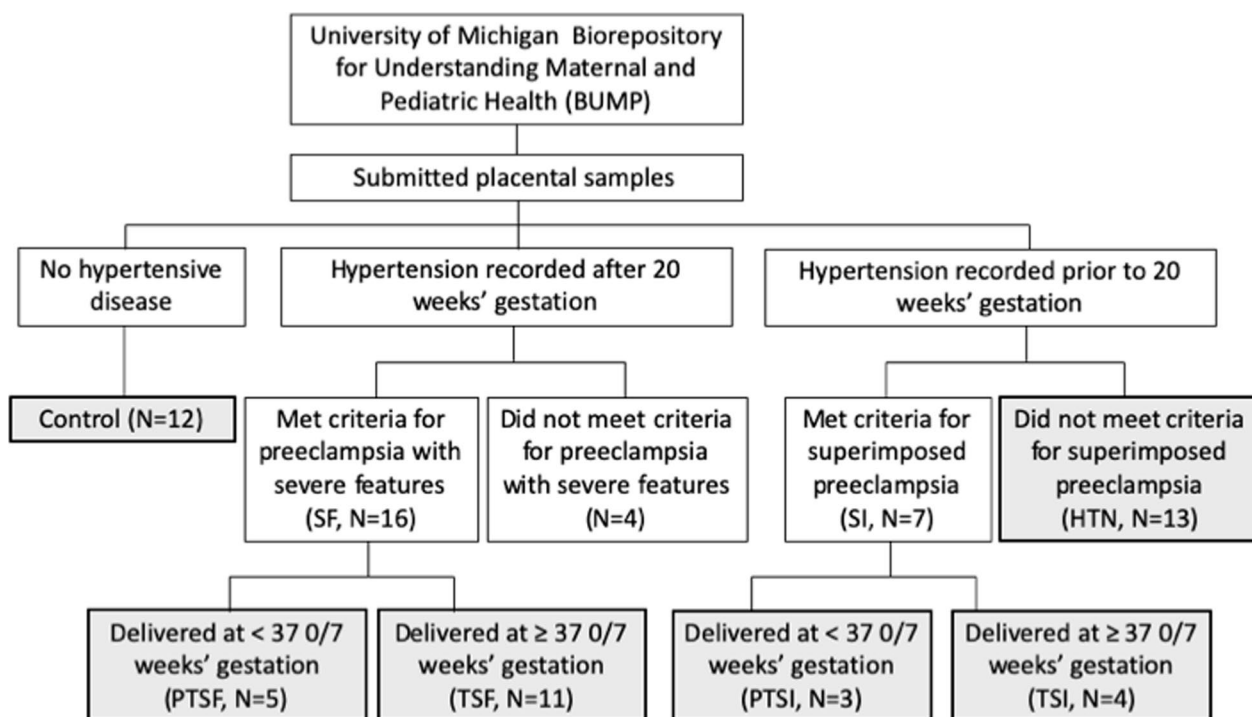 University of Michigan Biorepository
for Understanding Maternal and
Pediatric Health (BUMP)
Submitted placental samples
No hypertensive
disease
Hypertension recorded after 20
weeks’ gestation
Hypertension recorded prior to 20
weeks’ gestation
Control (N=12)
Met criteria for
preeclampsia with
severe features
(SF, N=16)
Did not meet criteria
for preeclampsia
with severe features
(N=4)
Met criteria for
superimposed
preeclampsia
(SI, N=7)
Did not meet criteria
for superimposed
preeclampsia
(HTN, N=13)
Delivered at < 37 0/7
weeks’ gestation
(PTSF, N=5)
Delivered at ≥ 37 0/7
weeks’ gestation
(TSF, N=11)
Delivered at < 37 0/7
weeks’ gestation
(PTSI, N=3)
Delivered at ≥ 37 0/7
weeks’ gestation
(TSI, N=4)